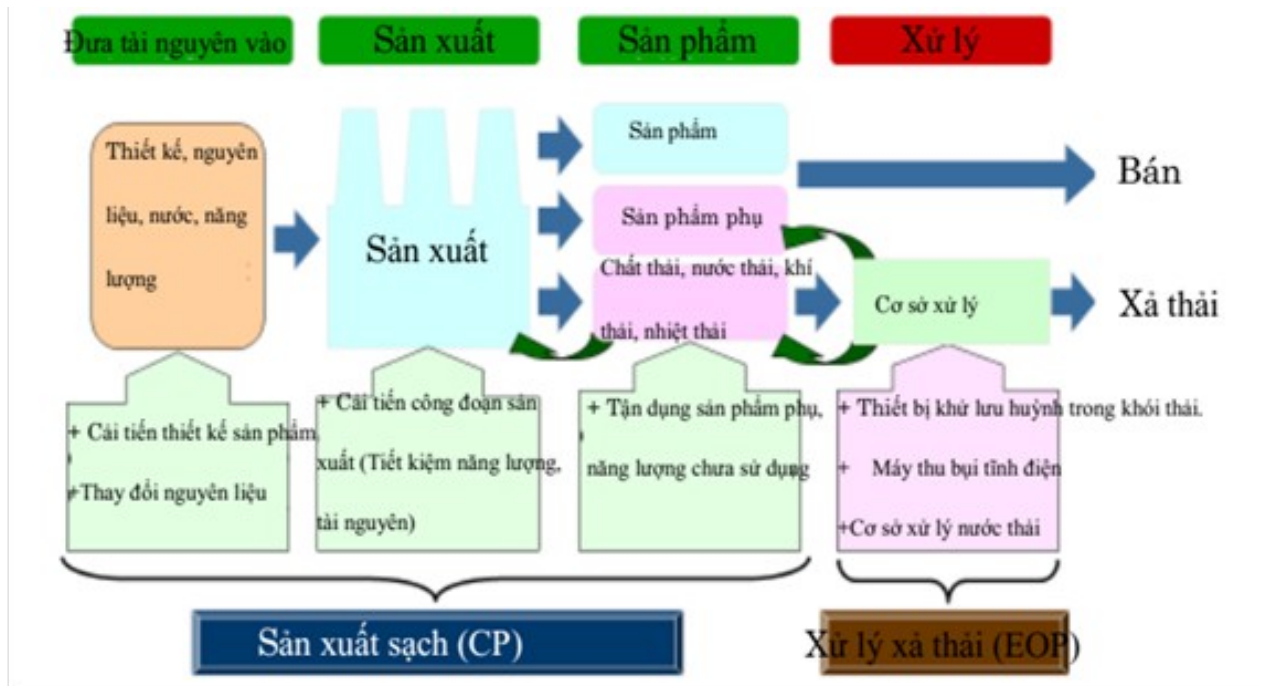 Đưa tài nguyên vào
Sản xuất
Sản phẩm
Xử lý
Thiết kế, nguyên
liệu, nước, năng
lượng
Sản xuất
Sản phẩm
Sản phẩm phụ
Chất thải, nước thải, khí
thải, nhiệt thải
Cơ sở xử lý
Bán
Xả thải
+ Cải tiến thiết kế sản phẩm
+Thay đổi nguyên liệu
+ Cải tiến công đoạn sản
xuất (Tiết kiệm năng lượng,
tài nguyên)
+ Tận dụng sản phẩm phụ,
năng lượng chưa sử dụng
+ Thiết bị khử lưu huỳnh trong khói thải.
+ Máy thu bụi tĩnh điện
+Cơ sở xử lý nước thải
Sản xuất sạch (CP)
Xử lý xả thải (EOP)